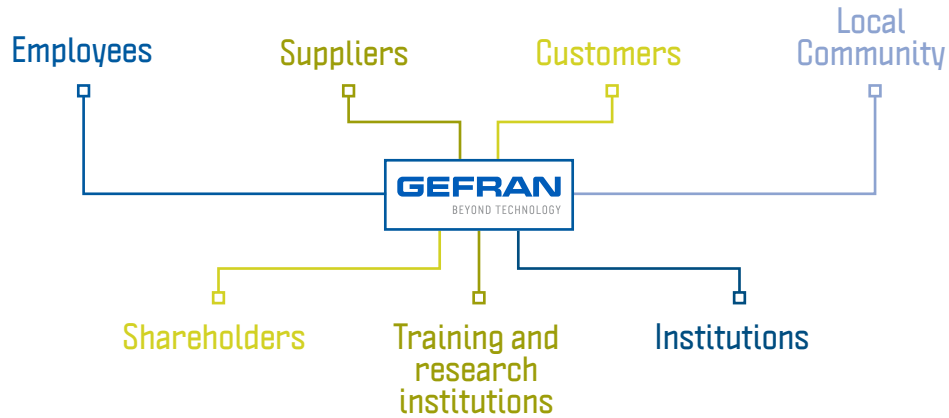 Employees
Suppliers
Customers
Local
Community
GEFRAN
BEYOND TECHNOLOGY
Shareholders
Training and
research
institutions
Institutions